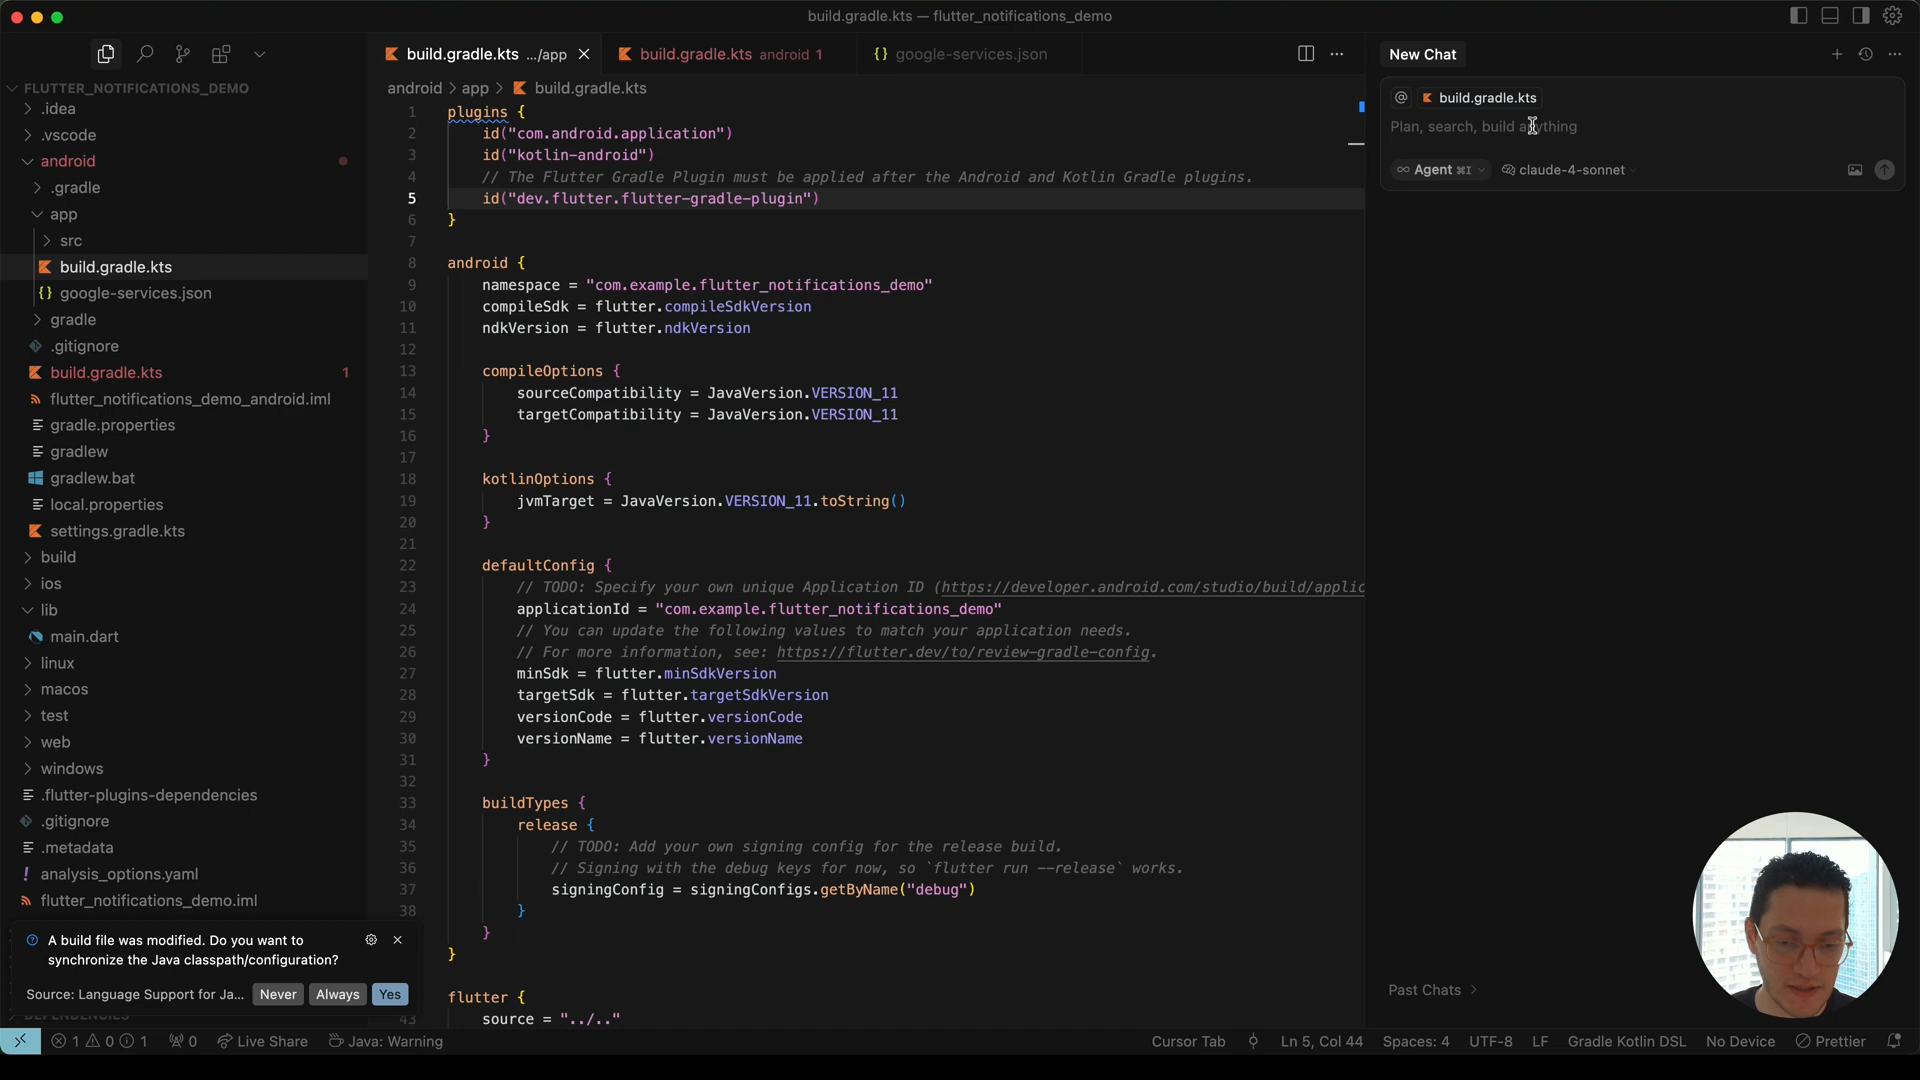 build.gradle.kts — flutter_notifications_demo
build.gradle.kts .../app
build.gradle.kts android 1
{} google-services.json
New Chat
FLUTTER_NOTIFICATIONS_DEMO
.idea
.vscode
android
.gradle
app
src
build.gradle.kts
{} google-services.json
gradle
.gitignore
build.gradle.kts 1
flutter_notifications_demo_android.iml
gradle.properties
gradlew
gradlew.bat
local.properties
settings.gradle.kts
build
ios
lib
main.dart
linux
macos
test
web
windows
.flutter-plugins-dependencies
.gitignore
.metadata
! analysis_options.yaml
flutter_notifications_demo.iml
DEPENDENCIES
android > app > build.gradle.kts
1 plugins {
2 id("com.android.application")
3 id("kotlin-android")
4 // The Flutter Gradle Plugin must be applied after the Android and Kotlin Gradle plugins.
5 id("dev.flutter.flutter-gradle-plugin")
6 }
7
8 android {
9 namespace = "com.example.flutter_notifications_demo"
10 compileSdk = flutter.compileSdkVersion
11 ndkVersion = flutter.ndkVersion
12
13 compileOptions {
14 sourceCompatibility = JavaVersion.VERSION_11
15 targetCompatibility = JavaVersion.VERSION_11
16 }
17
18 kotlinOptions {
19 jvmTarget = JavaVersion.VERSION_11.toString()
20 }
21
22 defaultConfig {
23 // TODO: Specify your own unique Application ID (https://developer.android.com/studio/build/applic
24 applicationId = "com.example.flutter_notifications_demo"
25 // You can update the following values to match your application needs.
26 // For more information, see: https://flutter.dev/to/review-gradle-config.
27 minSdk = flutter.minSdkVersion
28 targetSdk = flutter.targetSdkVersion
29 versionCode = flutter.versionCode
30 versionName = flutter.versionName
31 }
32
33 buildTypes {
34 release {
35 // TODO: Add your own signing config for the release build.
36 // Signing with the debug keys for now, so `flutter run --release` works.
37 signingConfig = signingConfigs.getByName("debug")
38 }
}
}
flutter {
43 source = "../.."
@ build.gradle.kts
Plan, search, build anything
∞ Agent ⌘I claude-4-sonnet
Past Chats >
A build file was modified. Do you want to
synchronize the Java classpath/configuration?
Source: Language Support for Ja... Never Always Yes
1 0 1 0 Live Share Java: Warning Cursor Tab Ln 5, Col 44 Spaces: 4 UTF-8 LF Gradle Kotlin DSL No Device Prettier